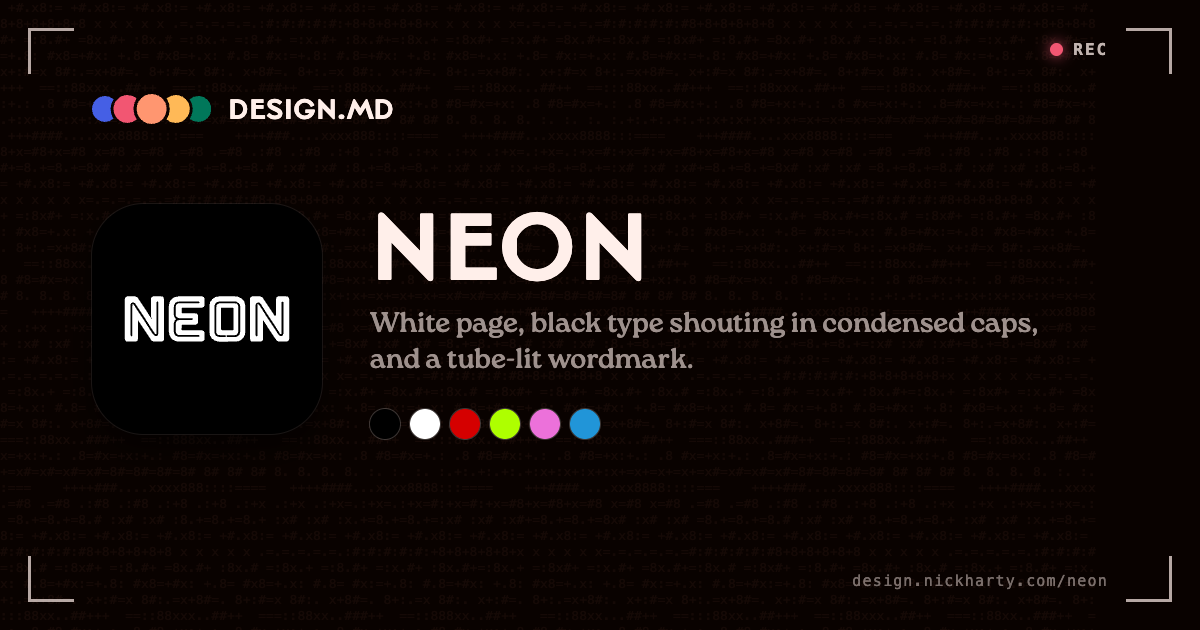 REC
DESIGN.MD
NEON
NEON
White page, black type shouting in condensed caps,
and a tube-lit wordmark.
design.nickharty.com/neon